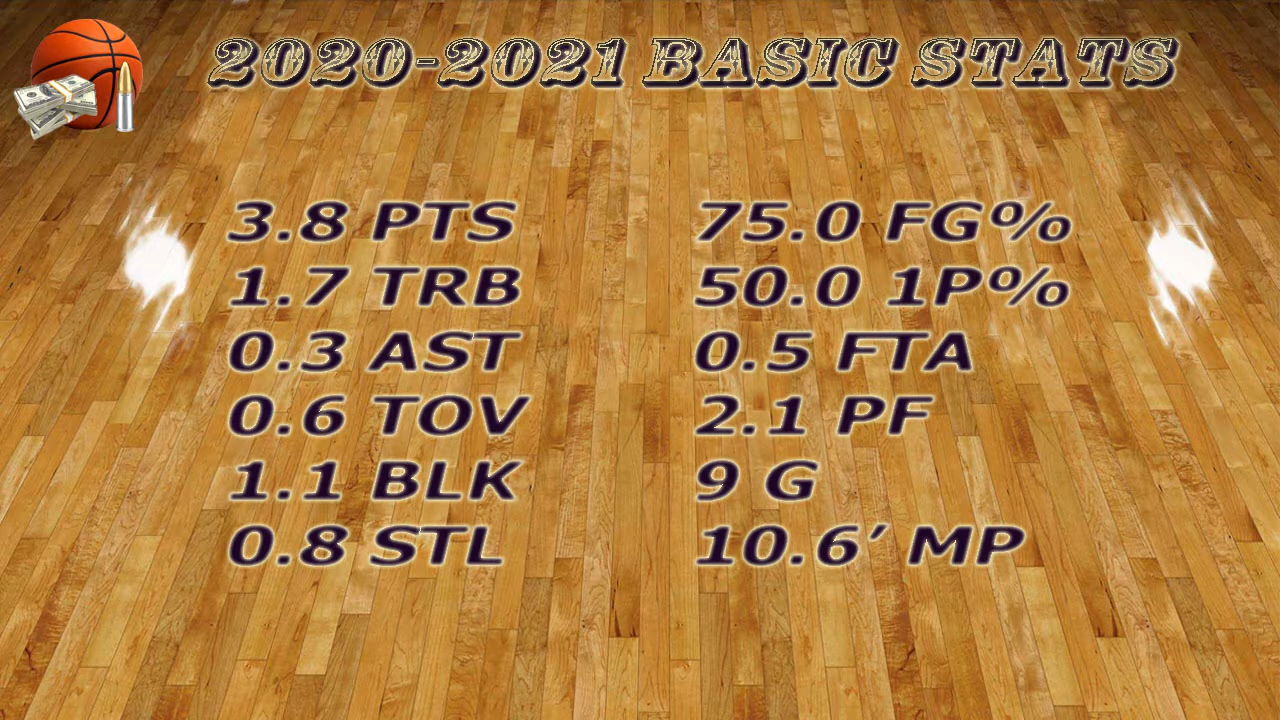 2020-2021 BASIC STATS
3.8 PTS
1.7 TRB
0.3 AST
0.6 TOV
1.1 BLK
0.8 STL
75.0 FG%
50.0 1P%
0.5 FTA
2.1 PF
9 G
10.6’ MP